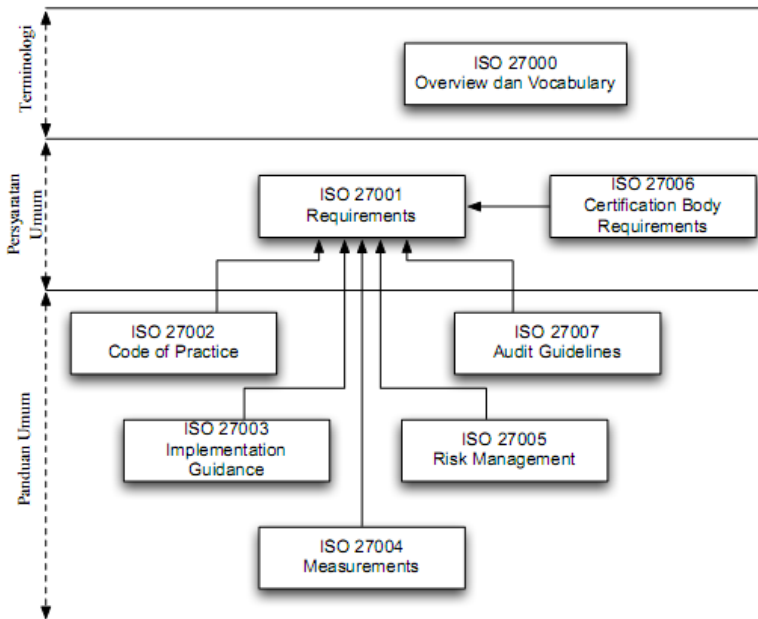 Terminologi
ISO 27000
Overview dan Vocabulary
Persyaratan
Umum
ISO 27001
Requirements
ISO 27006
Certification Body
Requirements
Panduan Umum
ISO 27002
Code of Practice
ISO 27007
Audit Guidelines
ISO 27003
Implementation
Guidance
ISO 27005
Risk Management
ISO 27004
Measurements